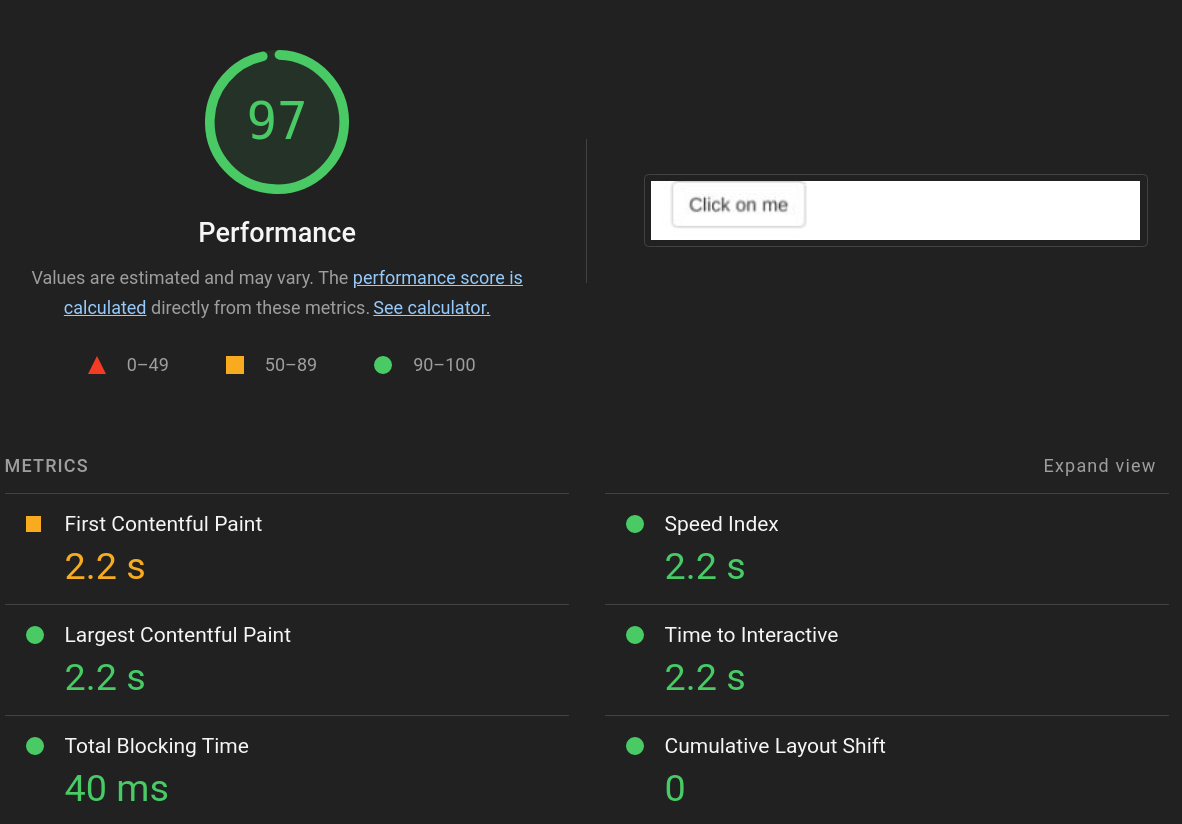 97
Performance
Values are estimated and may vary. The performance score is
calculated directly from these metrics. See calculator.
0–49 50–89 90–100
Click on me
METRICS Expand view
First Contentful Paint
2.2 s
Speed Index
2.2 s
Largest Contentful Paint
2.2 s
Time to Interactive
2.2 s
Total Blocking Time
40 ms
Cumulative Layout Shift
0